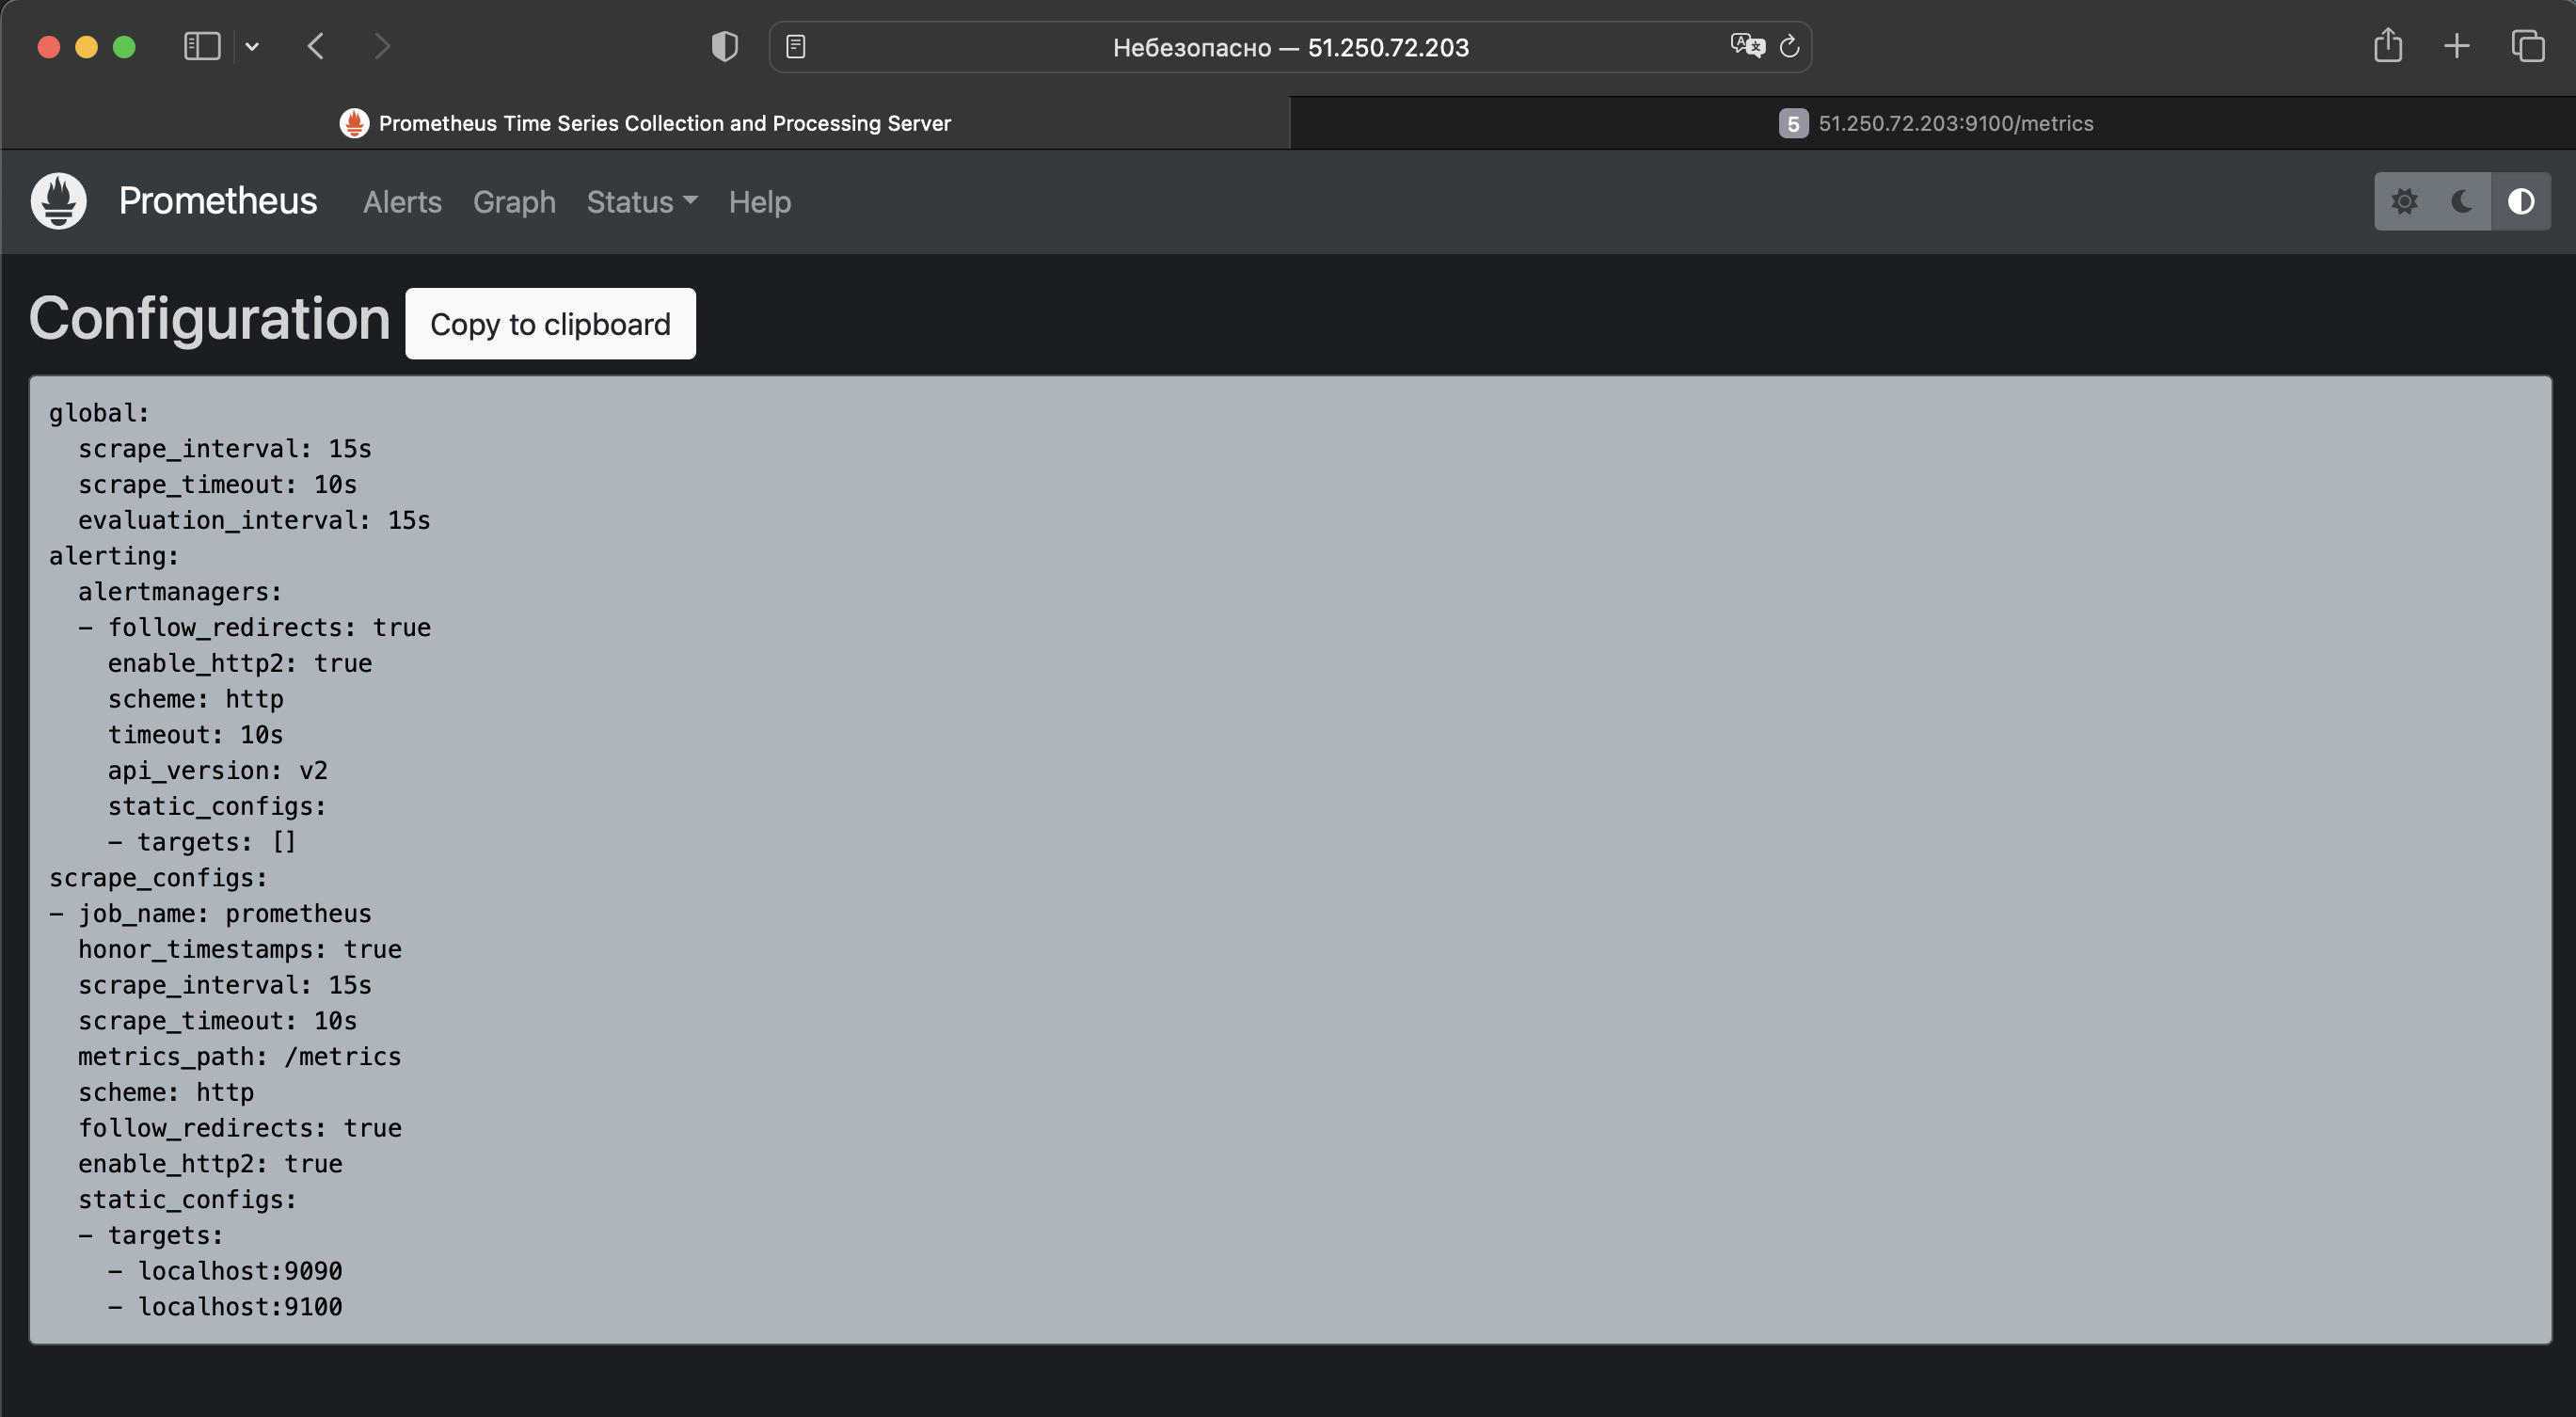 Небезопасно — 51.250.72.203
Prometheus Time Series Collection and Processing Server
5 51.250.72.203:9100/metrics
Prometheus Alerts Graph Status Help
Configuration Copy to clipboard
global:
  scrape_interval: 15s
  scrape_timeout: 10s
  evaluation_interval: 15s
alerting:
  alertmanagers:
  - follow_redirects: true
    enable_http2: true
    scheme: http
    timeout: 10s
    api_version: v2
    static_configs:
    - targets: []
scrape_configs:
- job_name: prometheus
  honor_timestamps: true
  scrape_interval: 15s
  scrape_timeout: 10s
  metrics_path: /metrics
  scheme: http
  follow_redirects: true
  enable_http2: true
  static_configs:
  - targets:
    - localhost:9090
    - localhost:9100